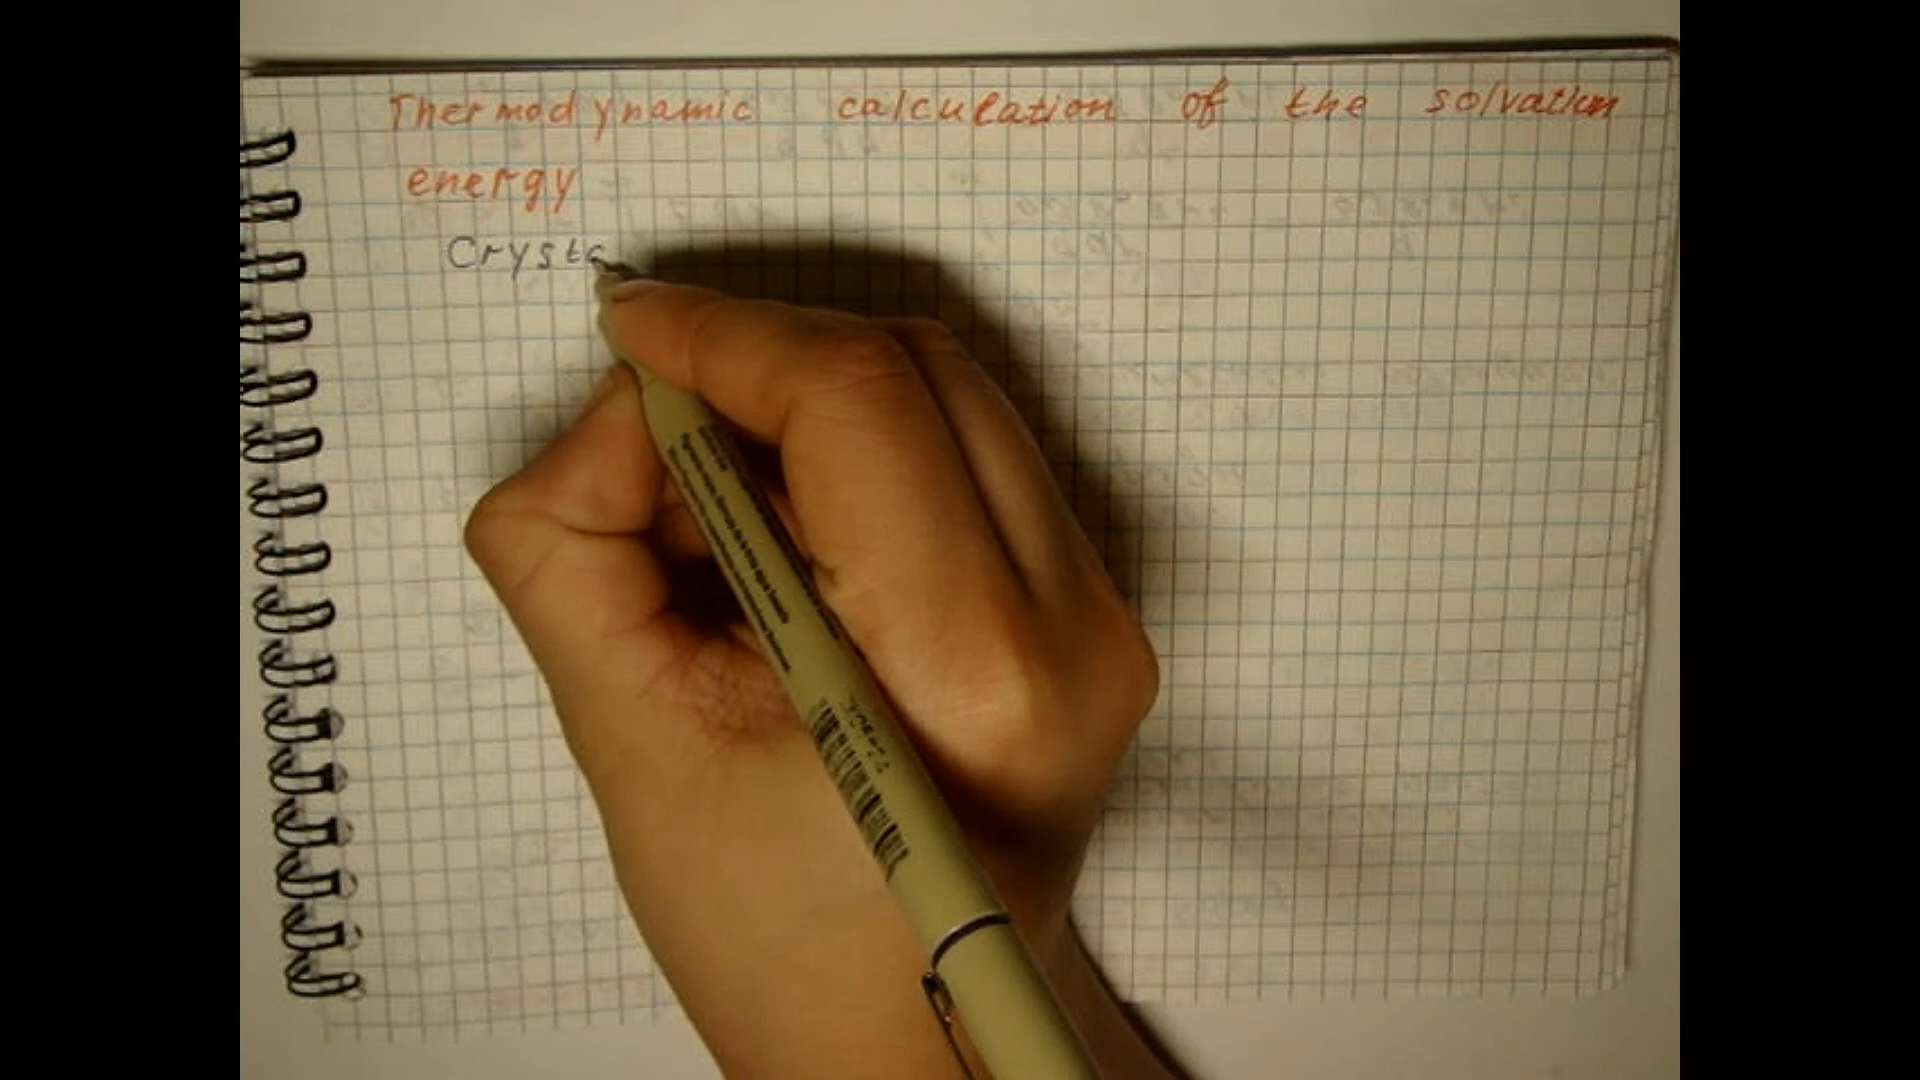 Thermodynamic calculation of the solvation
energy
Crysta